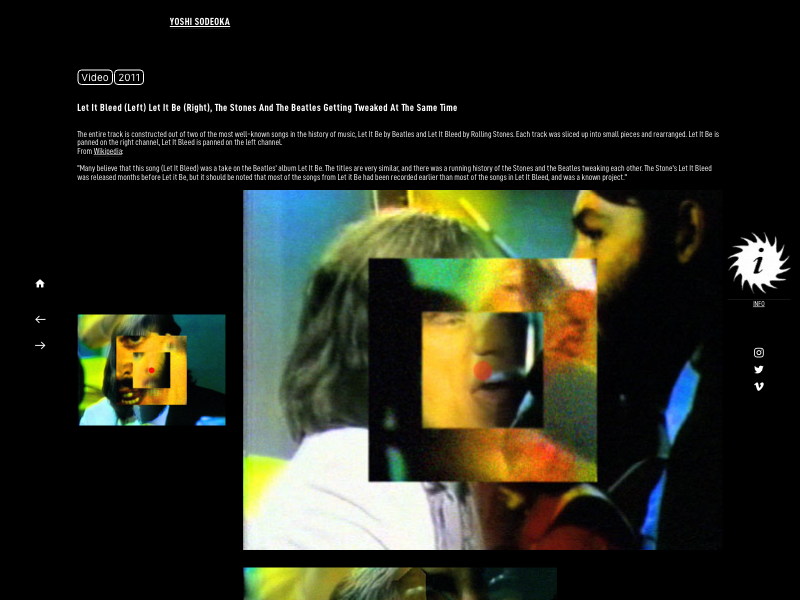 YOSHI SODEOKA
Video 2011
Let It Bleed (Left) Let It Be (Right), The Stones And The Beatles Getting Tweaked At The Same Time
The entire track is constructed out of two of the most well-known songs in the history of music, Let It Be by Beatles and Let It Bleed by Rolling Stones. Each track was sliced up into small pieces and rearranged. Let It Be is
panned on the right channel, Let It Bleed is panned on the left channel.
From Wikipedia:
"Many believe that this song (Let It Bleed) was a take on the Beatles' album Let It Be. The titles are very similar, and there was a running history of the Stones and the Beatles tweaking each other. The Stone's Let It Bleed
was released months before Let it Be, but it should be noted that most of the songs from Let it Be had been recorded earlier than most of the songs in Let It Bleed, and was a known project."
i
INFO